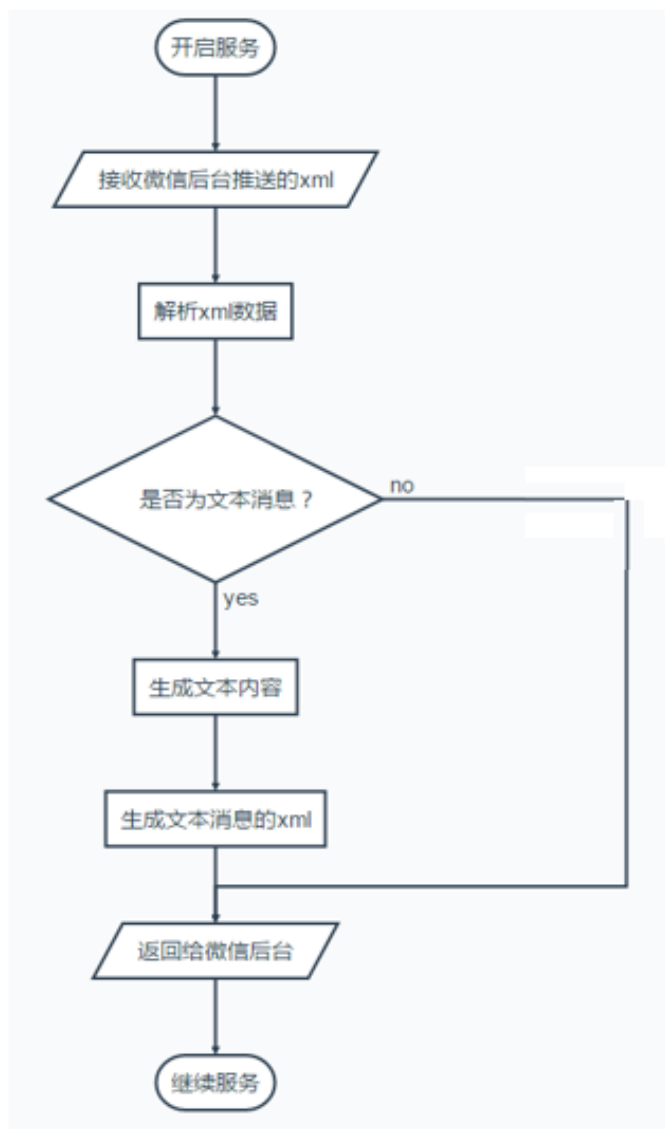 开启服务
接收微信后台推送的xml
解析xml数据
是否为文本消息？
no
yes
生成文本内容
生成文本消息的xml
返回给微信后台
继续服务